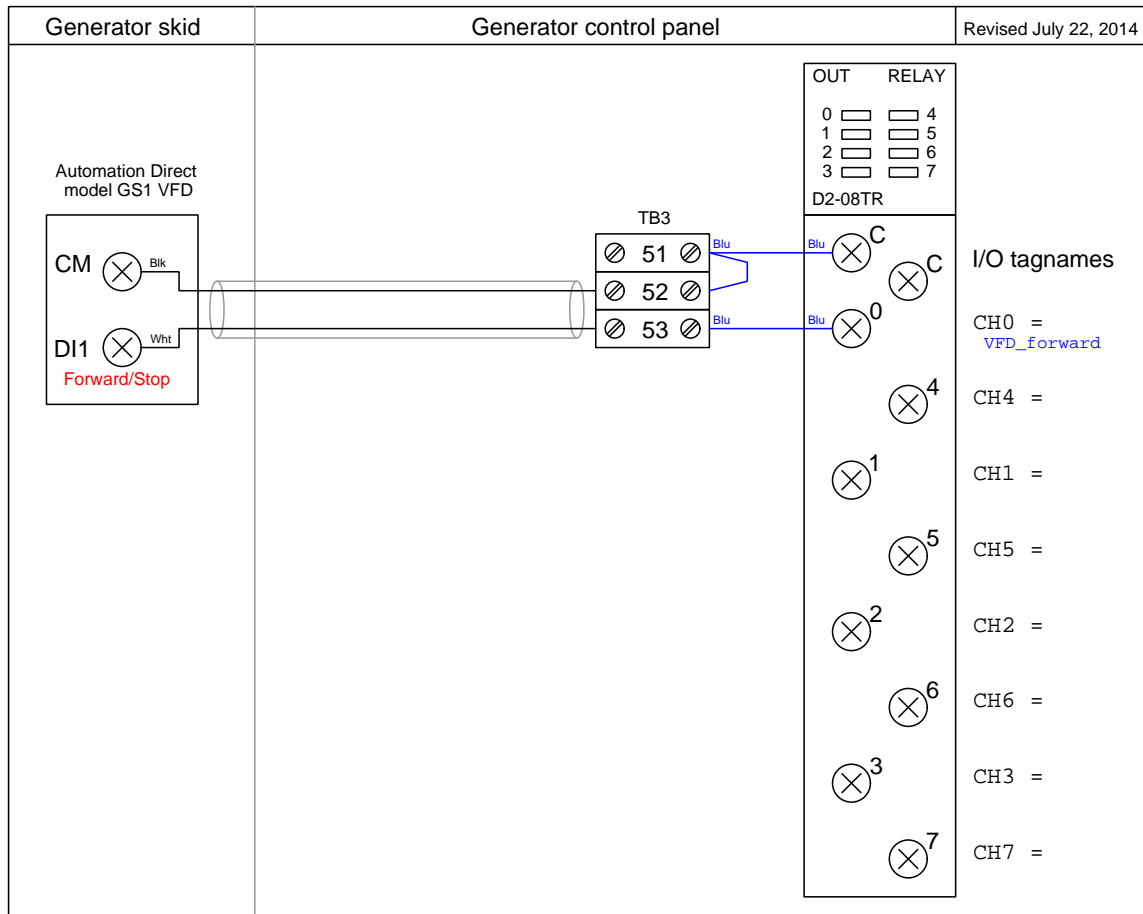 Generator skid
Generator control panel
Revised July 22, 2014
OUT RELAY
0 4
1 5
2 6
3 7
D2-08TR
Automation Direct
model GS1 VFD
CM
Blk
DI1
Wht
Forward/Stop
TB3
51
Blu
Blu
52
53
Blu
Blu
C
C
0
4
1
5
2
6
3
7
I/O tagnames
CH0 =
VFD_forward
CH4 =
CH1 =
CH5 =
CH2 =
CH6 =
CH3 =
CH7 =